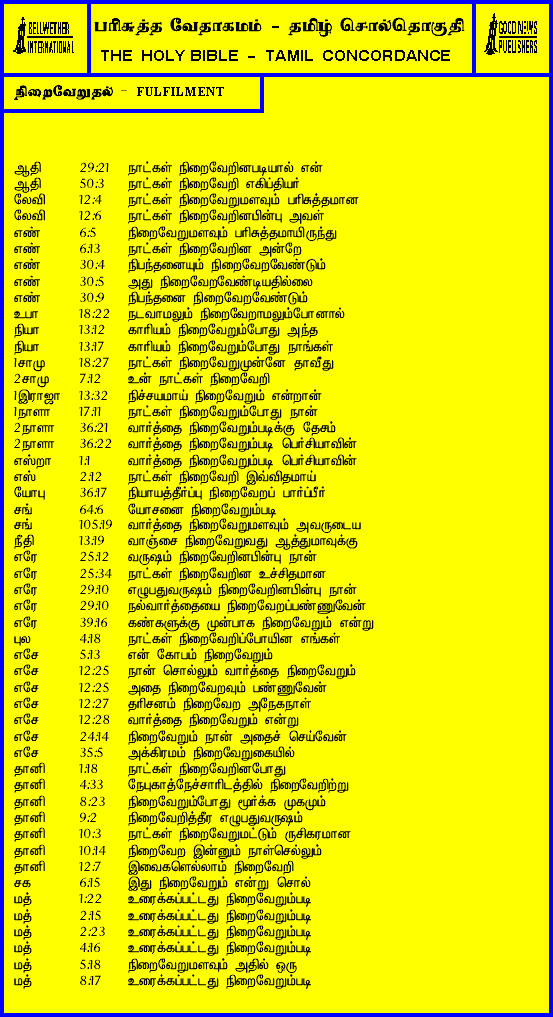 BELLWETHER
INTERNATIONAL
பரிசுத்த வேதாகமம் - தமிழ் சொல்தொகுதி
THE HOLY BIBLE - TAMIL CONCORDANCE
GOOD NEWS
PUBLISHERS
நிறைவேறுதல் - FULFILMENT
ஆதி 29:21 நாட்கள் நிறைவேறினபடியால் என்
ஆதி 50:3 நாட்கள் நிறைவேறி எகிப்தியர்
லேவி 12:4 நாட்கள் நிறைவேறுமளவும் பரிசுத்தமான
லேவி 12:6 நாட்கள் நிறைவேறினபின்பு அவள்
எண் 6:5 நிறைவேறுமளவும் பரிசுத்தமாயிருந்து
எண் 6:13 நாட்கள் நிறைவேறின அன்றே
எண் 30:4 நிபந்தனையும் நிறைவேறவேண்டும்
எண் 30:5 அது நிறைவேறவேண்டியதில்லை
எண் 30:9 நிபந்தனை நிறைவேறவேண்டும்
உபா 18:22 நடவாமலும் நிறைவேறாமலும்போனால்
நியா 13:12 காரியம் நிறைவேறும்போது அந்த
நியா 13:17 காரியம் நிறைவேறும்போது நாங்கள்
1சாமு 18:27 நாட்கள் நிறைவேறுமுன்னே தாவீது
2சாமு 7:12 உன் நாட்கள் நிறைவேறி
1இராஜா 13:32 நிச்சயமாய் நிறைவேறும் என்றான்
1நாளா 17:11 நாட்கள் நிறைவேறும்போது நான்
2நாளா 36:21 வார்த்தை நிறைவேறும்படிக்கு தேசம்
2நாளா 36:22 வார்த்தை நிறைவேறும்படி பெர்சியாவின்
எஸ்றா 1:1 வார்த்தை நிறைவேறும்படி பெர்சியாவின்
எஸ் 2:12 நாட்கள் நிறைவேறி இவ்விதமாய்
யோபு 36:17 நியாயத்தீர்ப்பு நிறைவேறப் பார்ப்பீர்
சங் 64:6 யோசனை நிறைவேறும்படி
சங் 105:19 வார்த்தை நிறைவேறுமளவும் அவருடைய
நீதி 13:19 வாஞ்சை நிறைவேறுவது ஆத்துமாவுக்கு
எரே 25:12 வருஷம் நிறைவேறினபின்பு நான்
எரே 25:34 நாட்கள் நிறைவேறின உச்சிதமான
எரே 29:10 எழுபதுவருஷம் நிறைவேறினபின்பு நான்
எரே 29:10 நல்வார்த்தையை நிறைவேறப்பண்ணுவேன்
எரே 39:16 கண்களுக்கு முன்பாக நிறைவேறும் என்று
புல 4:18 நாட்கள் நிறைவேறிப்போயின எங்கள்
எசே 5:13 என் கோபம் நிறைவேறும்
எசே 12:25 நான் சொல்லும் வார்த்தை நிறைவேறும்
எசே 12:25 அதை நிறைவேறவும் பண்ணுவேன்
எசே 12:27 தரிசனம் நிறைவேற அநேகநாள்
எசே 12:28 வார்த்தை நிறைவேறும் என்று
எசே 24:14 நிறைவேறும் நான் அதைச் செய்வேன்
எசே 35:5 அக்கிரமம் நிறைவேறுகையில்
தானி 1:18 நாட்கள் நிறைவேறினபோது
தானி 4:33 நேபுகாத்நேச்சாரிடத்தில் நிறைவேறிற்று
தானி 8:23 நிறைவேறும்போது மூர்க்க முகமும்
தானி 9:2 நிறைவேறித்தீர எழுபதுவருஷம்
தானி 10:3 நாட்கள் நிறைவேறுமட்டும் ருசிகரமான
தானி 10:14 நிறைவேற இன்னும் நாள்செல்லும்
தானி 12:7 இவைகளெல்லாம் நிறைவேறி
சக 6:15 இது நிறைவேறும் என்று சொல்
மத் 1:22 உரைக்கப்பட்டது நிறைவேறும்படி
மத் 2:15 உரைக்கப்பட்டது நிறைவேறும்படி
மத் 2:23 உரைக்கப்பட்டது நிறைவேறும்படி
மத் 4:16 உரைக்கப்பட்டது நிறைவேறும்படி
மத் 5:18 நிறைவேறுமளவும் அதில் ஒரு
மத் 8:17 உரைக்கப்பட்டது நிறைவேறும்படி